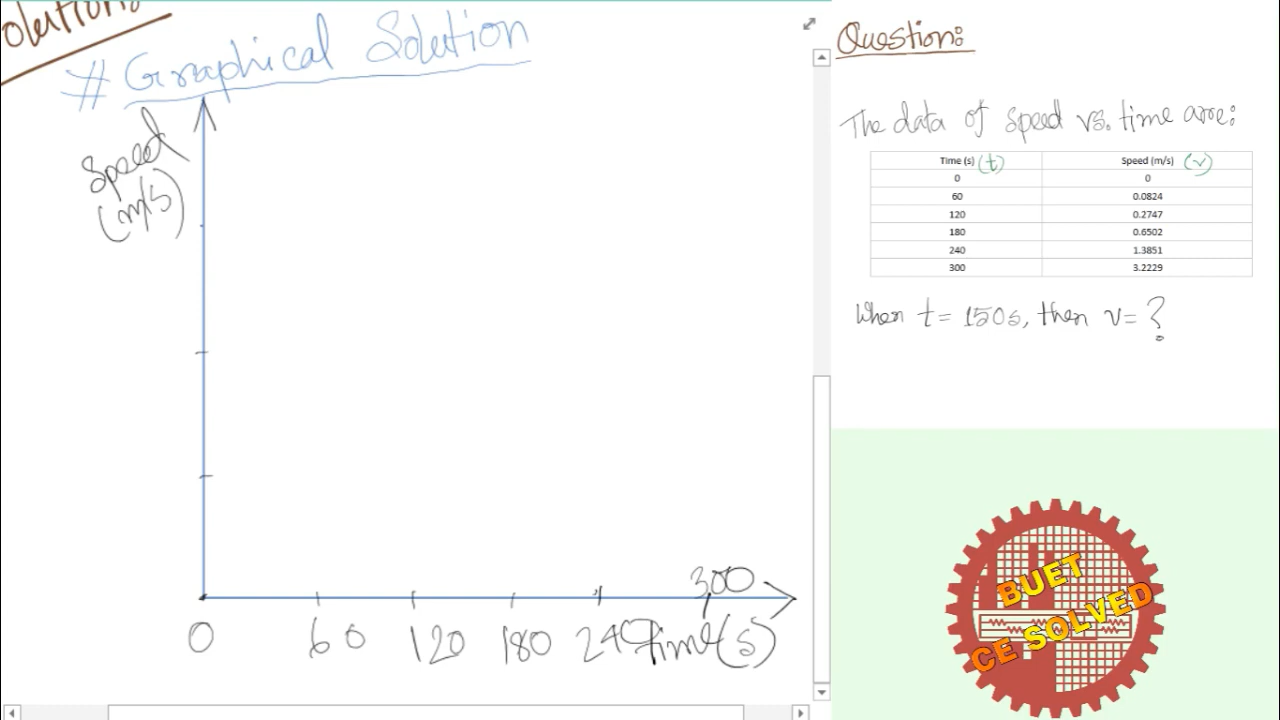 olution:
# Graphical Solution
Speed
(m/s)
0 60 120 180 240 300
Time(s)
Question:
The data of speed vs. time are:
Time (s) (t) Speed (m/s) (v)
0 0
60 0.0824
120 0.2747
180 0.6502
240 1.3851
300 3.2229
When t = 150s, then v = ?
BUET
CE SOLVED